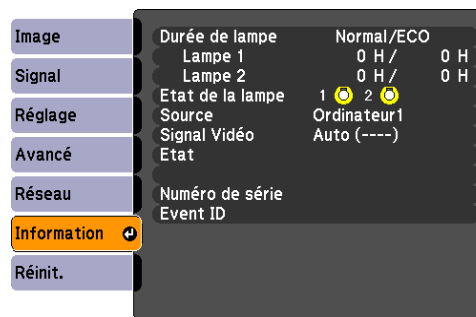 Image
Signal
Réglage
Avancé
Réseau
Information
Réinit.
Durée de lampe Normal/ECO
Lampe 1 0 H/ 0 H
Lampe 2 0 H/ 0 H
Etat de la lampe 1 2
Source Ordinateur1
Signal Vidéo Auto (----)
Etat
Numéro de série
Event ID